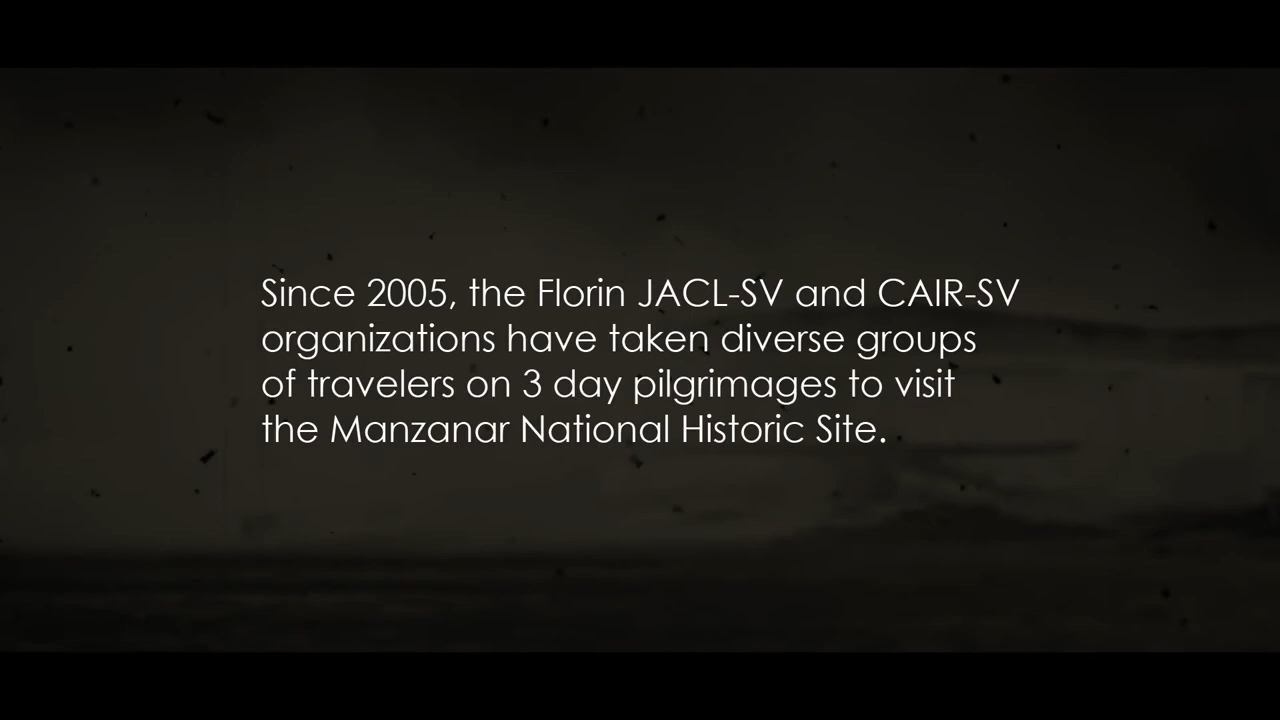 Since 2005, the Florin JACL-SV and CAIR-SV
organizations have taken diverse groups
of travelers on 3 day pilgrimages to visit
the Manzanar National Historic Site.